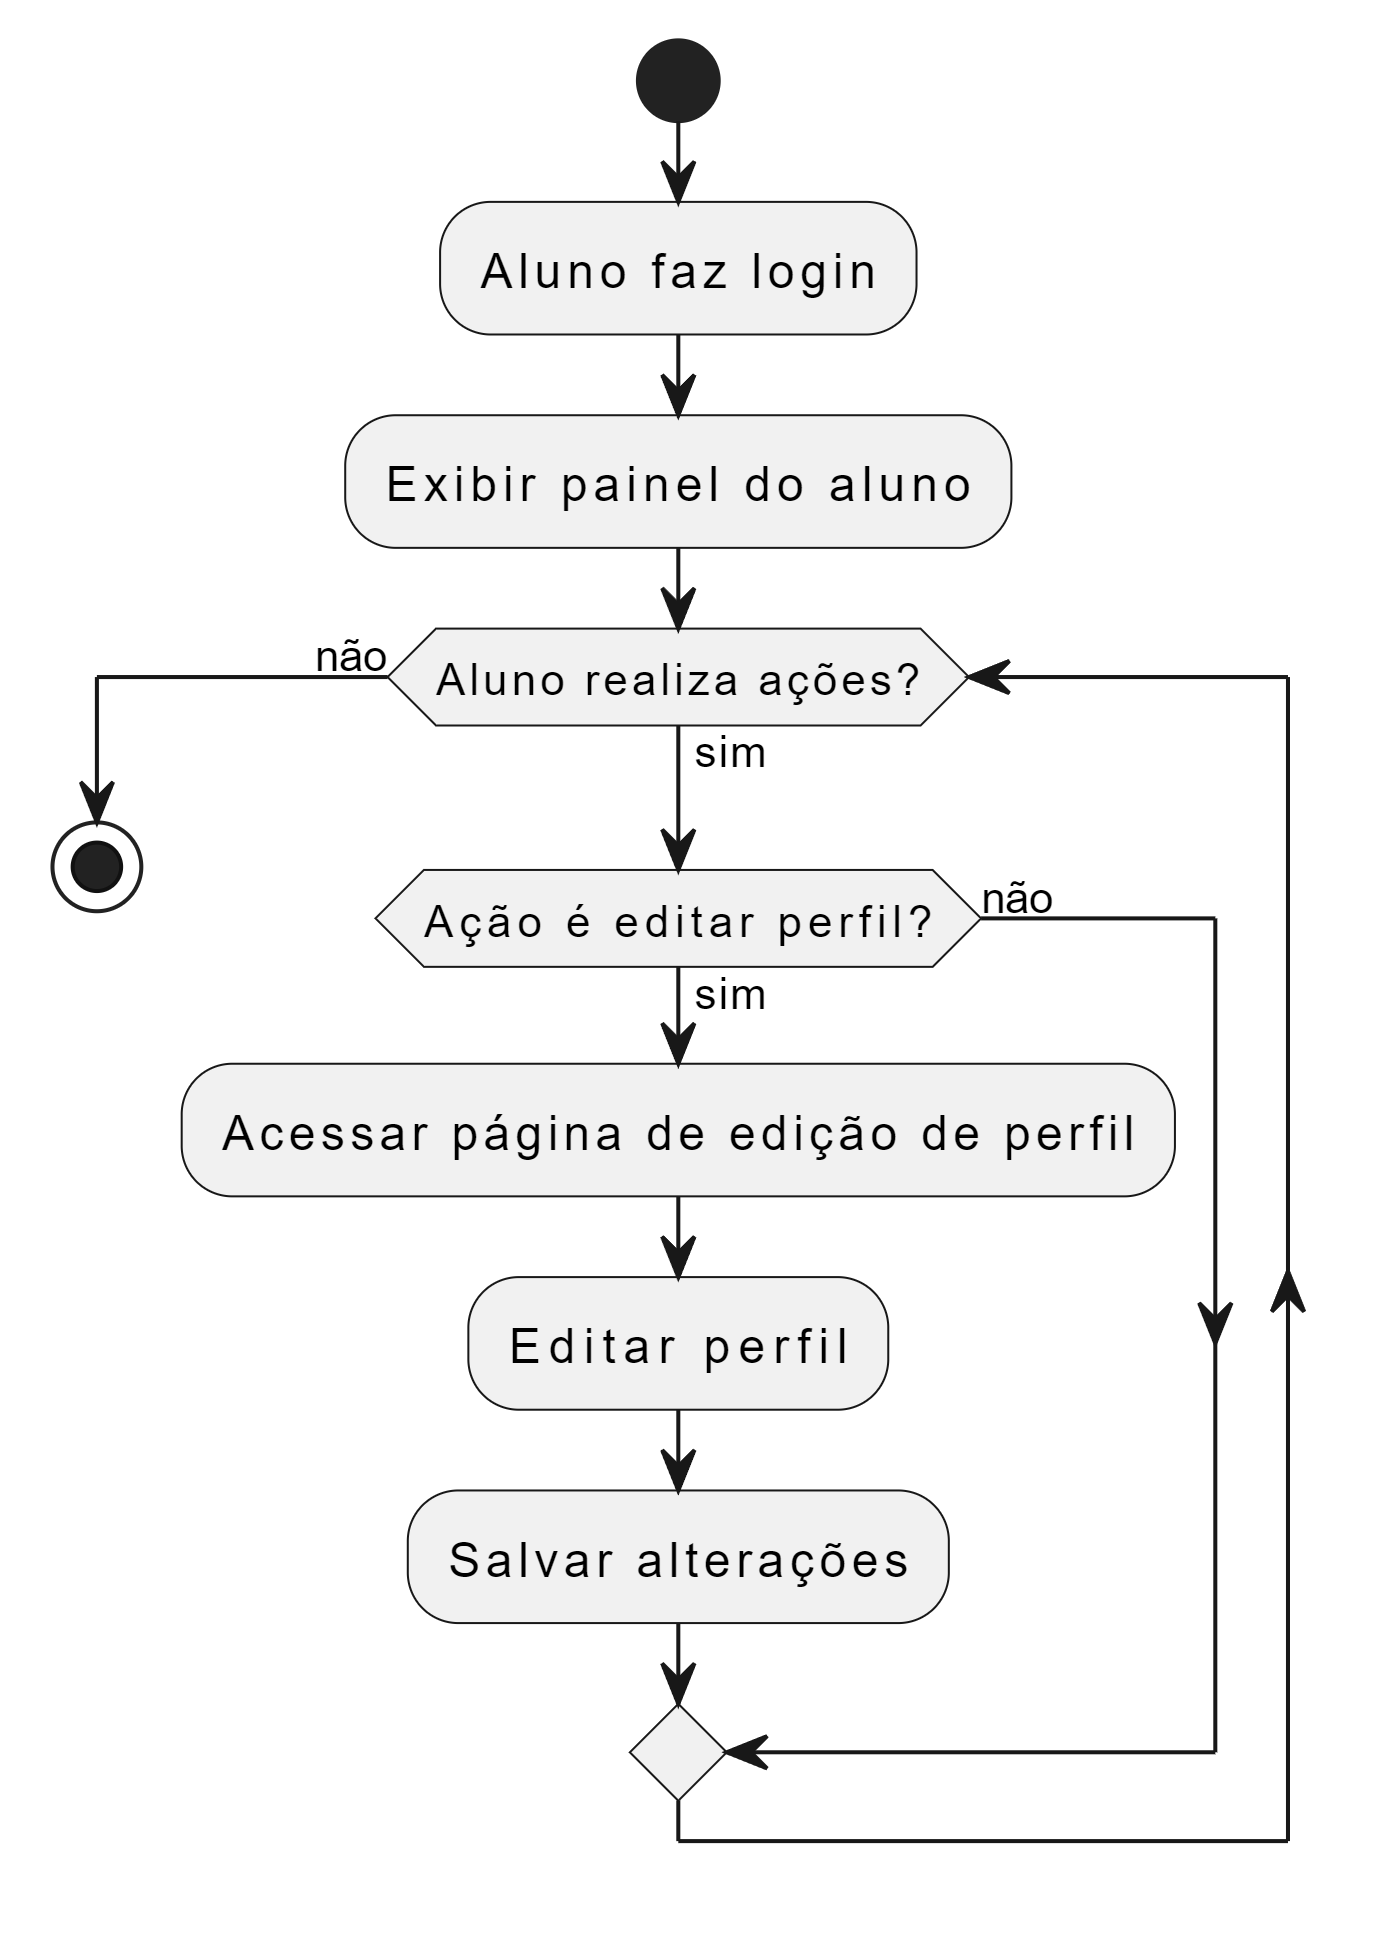 Aluno faz login
Exibir painel do aluno
não
Aluno realiza ações?
sim
Ação é editar perfil?
não
sim
Acessar página de edição de perfil
Editar perfil
Salvar alterações